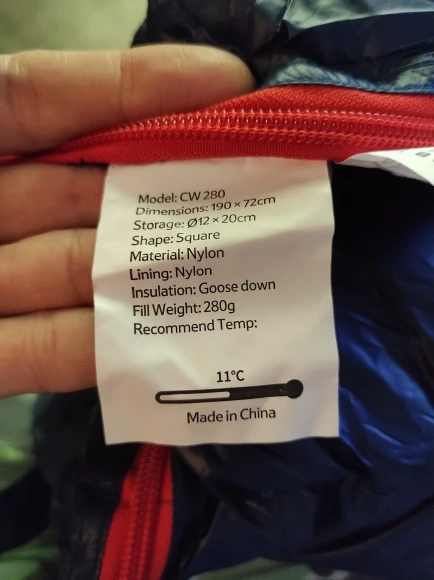 Model: CW 280
Dimensions: 190 × 72cm
Storage: Ø12 × 20cm
Shape: Square
Material: Nylon
Lining: Nylon
Insulation: Goose down
Fill Weight: 280g
Recommend Temp:
11°C
Made in China